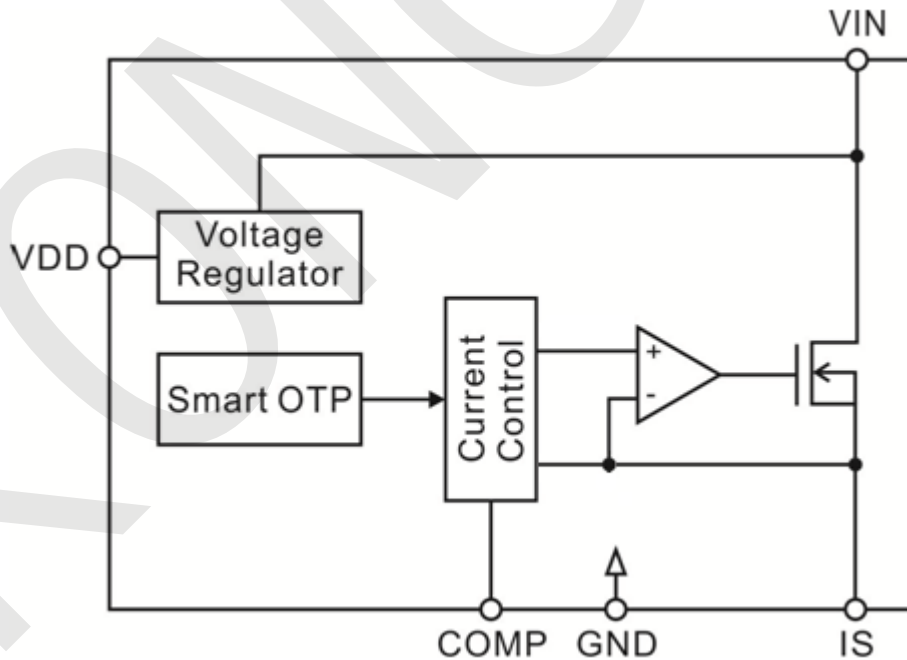 VIN
Voltage
Regulator
VDD
Smart OTP
Current
Control
+
-
COMP
GND
IS